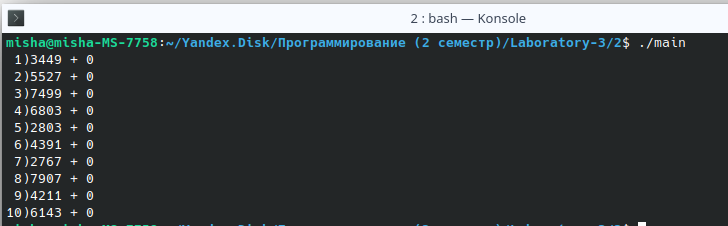 2 : bash — Konsole
misha@misha-MS-7758:~/Yandex.Disk/Программирование (2 семестр)/Laboratory-3/2$ ./main
 1)3449 + 0
 2)5527 + 0
 3)7499 + 0
 4)6803 + 0
 5)2803 + 0
 6)4391 + 0
 7)2767 + 0
 8)7907 + 0
 9)4211 + 0
10)6143 + 0